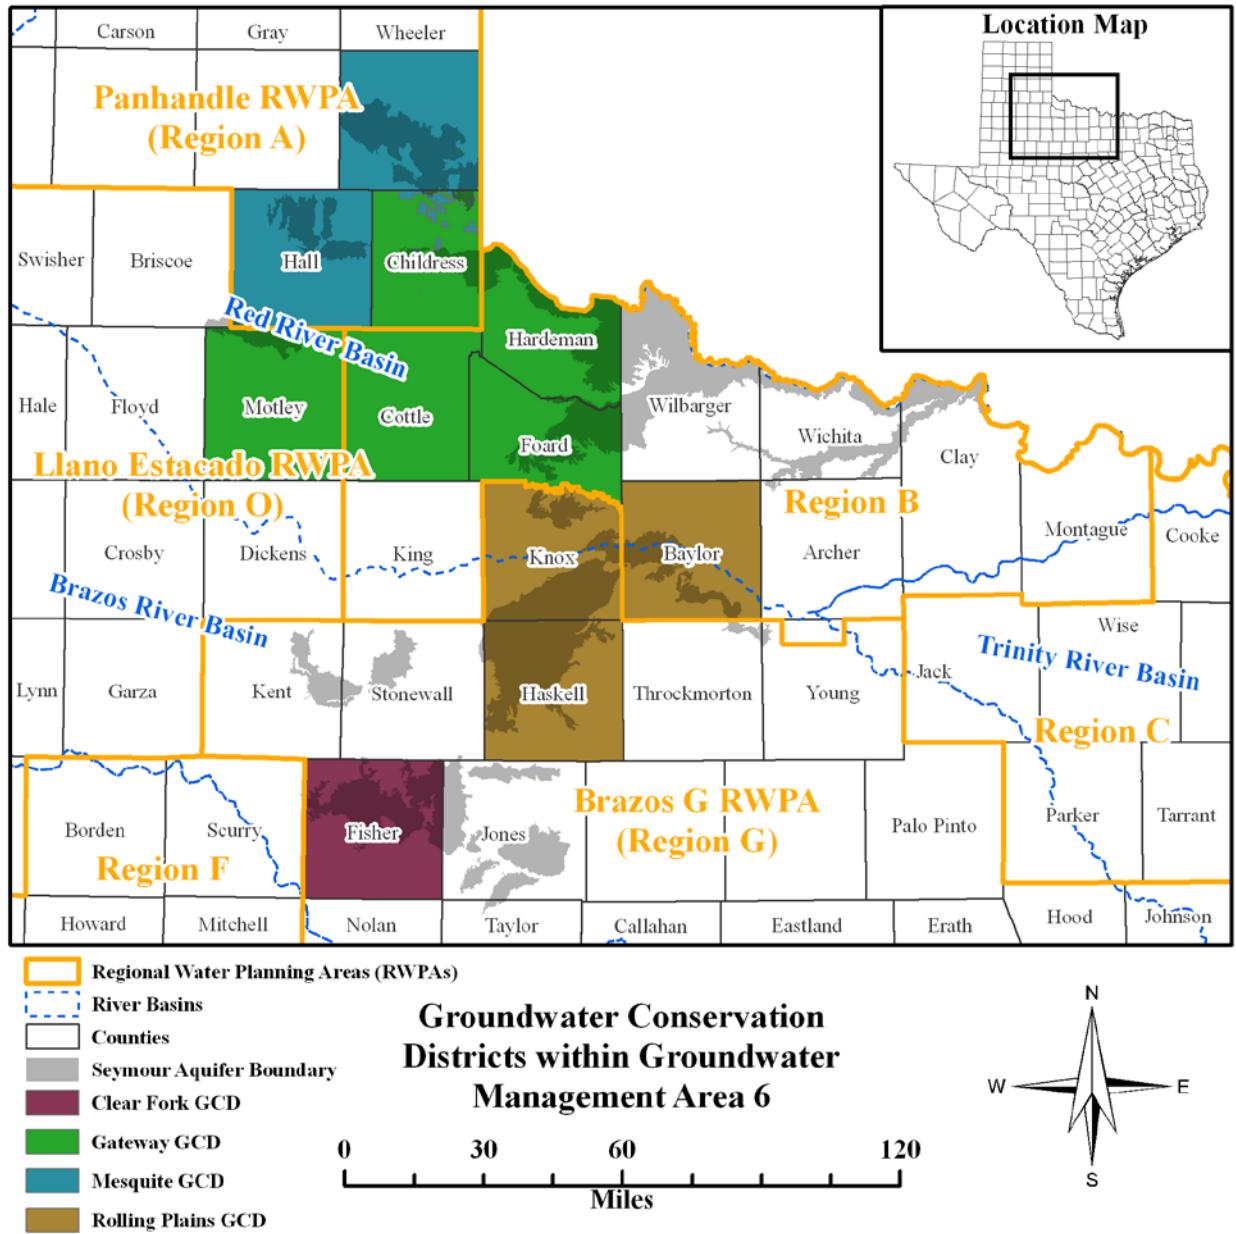 Location Map
Carson
Gray
Wheeler
Panhandle RWPA
(Region A)
Swisher
Briscoe
Hall
Childress
Red River Basin
Hardeman
Hale
Floyd
Motley
Cottle
Foard
Wilbarger
Wichita
Clay
Llano Estacado RWPA
(Region O)
Region B
Crosby
Dickens
King
Knox
Baylor
Archer
Montague
Cooke
Brazos River Basin
Trinity River Basin
Wise
Lynn
Garza
Kent
Stonewall
Haskell
Throckmorton
Young
Jack
Region C
Borden
Scurry
Region F
Fisher
Jones
Brazos G RWPA
(Region G)
Palo Pinto
Parker
Tarrant
Howard
Mitchell
Nolan
Taylor
Callahan
Eastland
Erath
Hood
Johnson
Regional Water Planning Areas (RWPAs)
River Basins
Counties
Seymour Aquifer Boundary
Clear Fork GCD
Gateway GCD
Mesquite GCD
Rolling Plains GCD
Groundwater Conservation
Districts within Groundwater
Management Area 6
0 30 60 120
Miles
N
W E
S